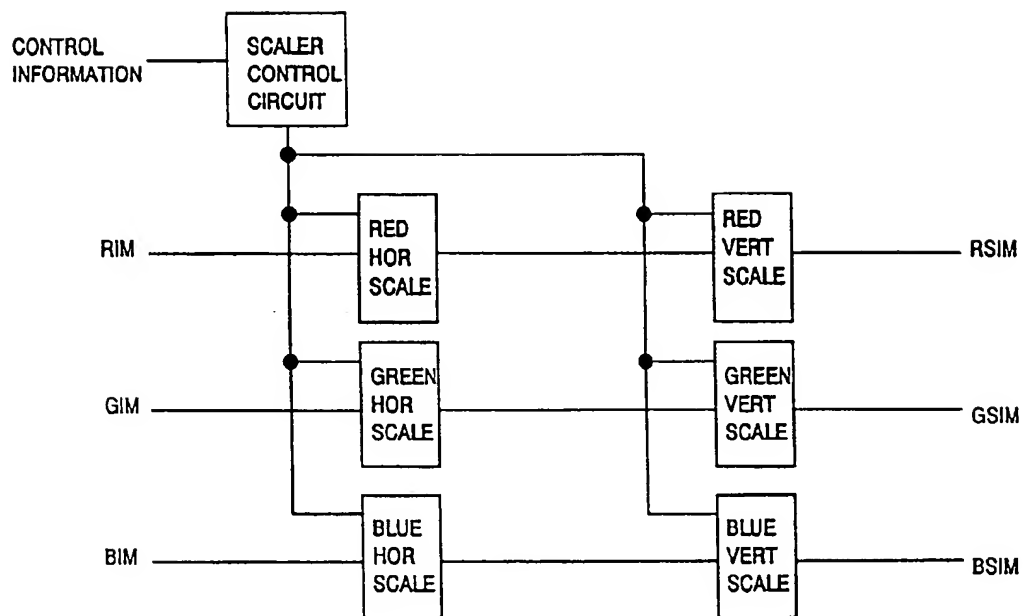 CONTROL
INFORMATION
SCALER
CONTROL
CIRCUIT
RIM
RED
HOR
SCALE
RED
VERT
SCALE
RSIM
GIM
GREEN
HOR
SCALE
GREEN
VERT
SCALE
GSIM
BIM
BLUE
HOR
SCALE
BLUE
VERT
SCALE
BSIM